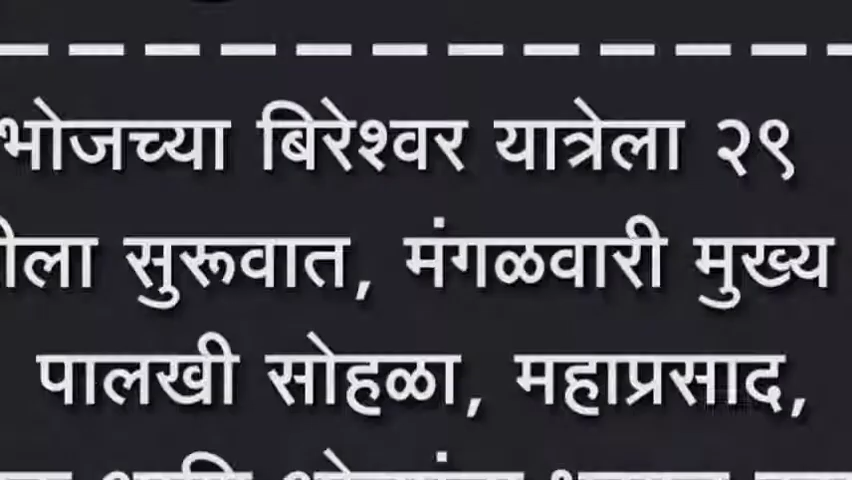 भोजच्या बिरेश्वर यात्रेला २९
सुरूवात, मंगळवारी मुख्य
पालखी सोहळा, महाप्रसाद,